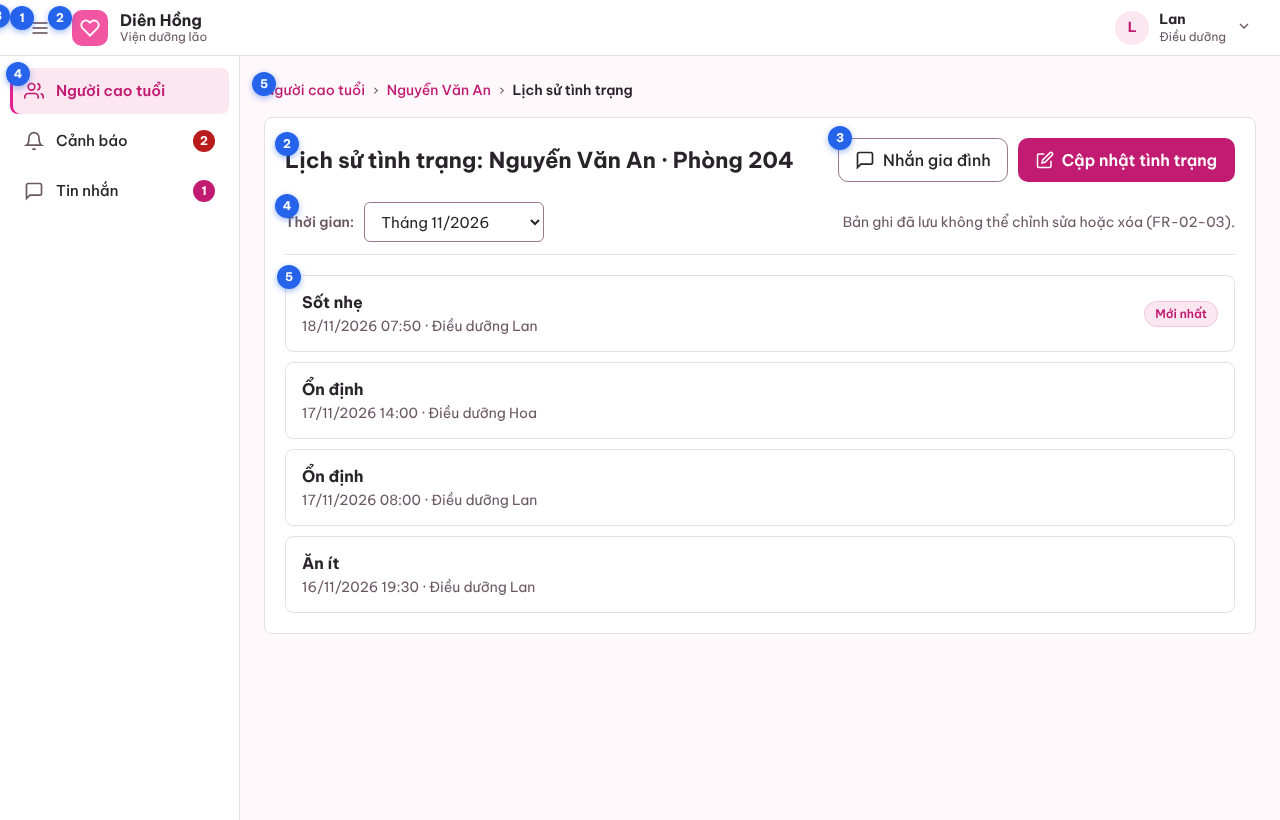 1
2
Diên Hồng
Viện dưỡng lão
L
Lan
Điều dưỡng
4
Người cao tuổi
Cảnh báo
2
Tin nhắn
1
5
Người cao tuổi › Nguyễn Văn An › Lịch sử tình trạng
2
Lịch sử tình trạng: Nguyễn Văn An · Phòng 204
3
Nhắn gia đình
Cập nhật tình trạng
4
Thời gian:
Tháng 11/2026
Bản ghi đã lưu không thể chỉnh sửa hoặc xóa (FR-02-03).
5
Sốt nhẹ
18/11/2026 07:50 · Điều dưỡng Lan
Mới nhất
Ổn định
17/11/2026 14:00 · Điều dưỡng Hoa
Ổn định
17/11/2026 08:00 · Điều dưỡng Lan
Ăn ít
16/11/2026 19:30 · Điều dưỡng Lan